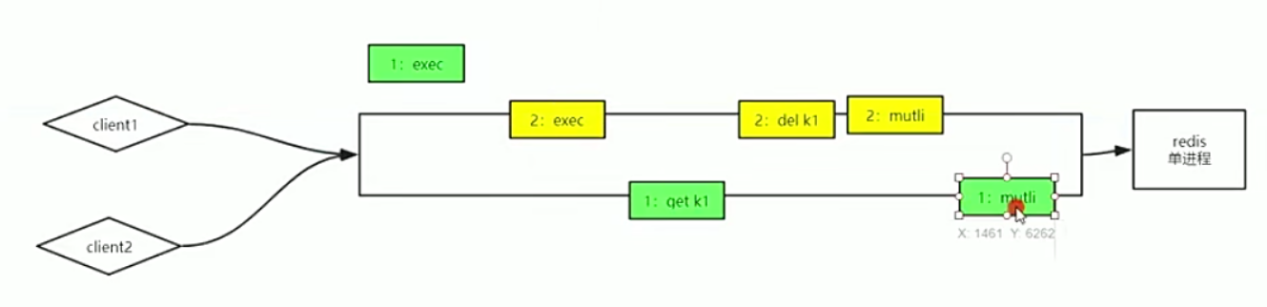 1: exec
2: exec
2: del k1
2: mutli
client1
redis
单进程
1: get k1
1: mutli
client2
X: 1461 Y: 6262